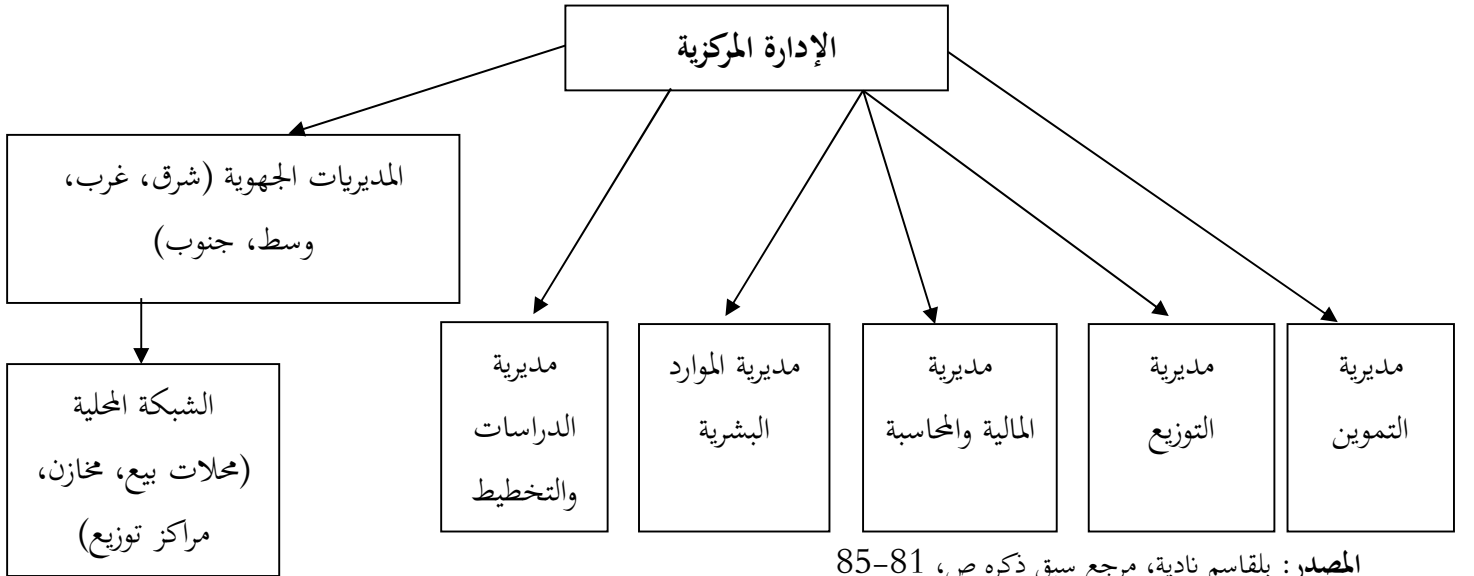 الإدارة المركزية
المديريات الجهوية (شرق، غرب،
وسط، جنوب)
مديرية
التموين
مديرية
التوزيع
مديرية
المالية والمحاسبة
مديرية الموارد
البشرية
مديرية
الدراسات
والتخطيط
الشبكة المحلية
(محلات بيع، مخازن،
مراكز توزيع)
المصدر: بلقاسم نادية، مرجع سبق ذكره ص، 81-85